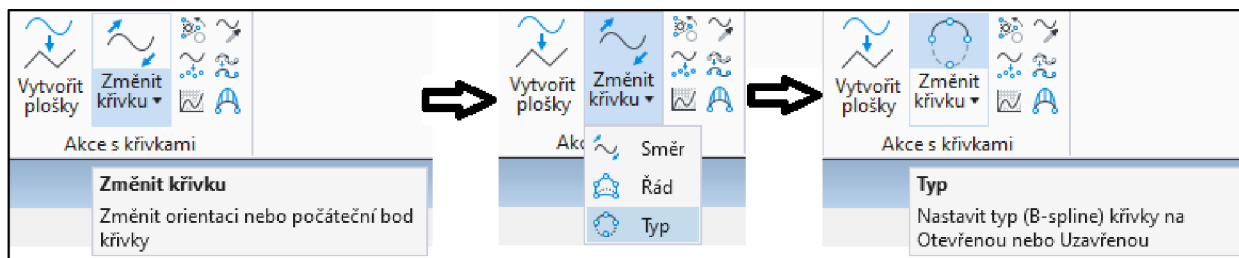 Vytvořit
plošky
Změnit
křivku
Akce s křivkami
Změnit křivku
Změnit orientaci nebo počáteční bod
křivky
Vytvořit
plošky
Změnit
křivku
Akc
Směr
Řád
Typ
Vytvořit
plošky
Změnit
křivku
Akce s křivkami
Typ
Nastavit typ (B-spline) křivky na
Otevřenou nebo Uzavřenou